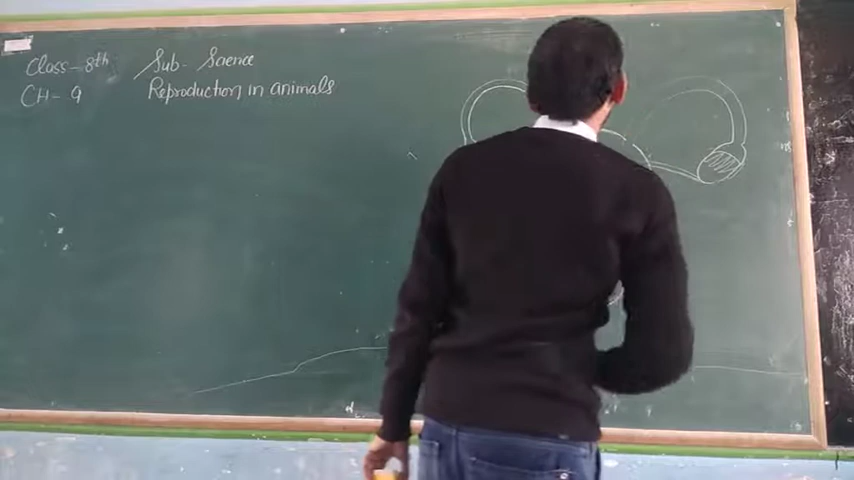 Class - 8th   Sub - Science
CH - 9   Reproduction in animals